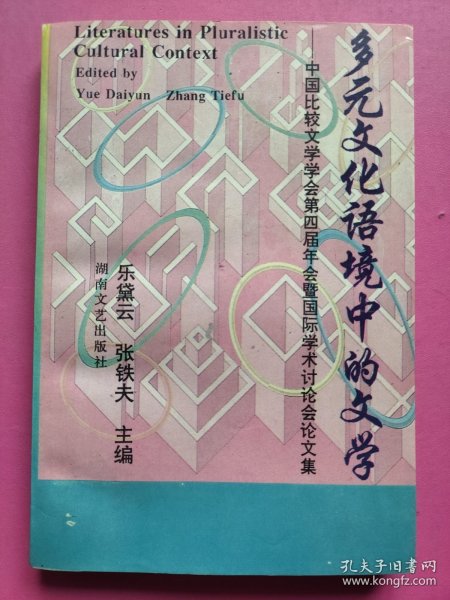 Literatures in Pluralistic
Cultural Context
Edited by
Yue Daiyun Zhang Tiefu
多元文化语境中的文学
——中国比较文学学会第四届年会暨国际学术讨论会论文集
乐黛云 张铁夫 主编
湖南文艺出版社
孔夫子旧书网
www.kongfz.com